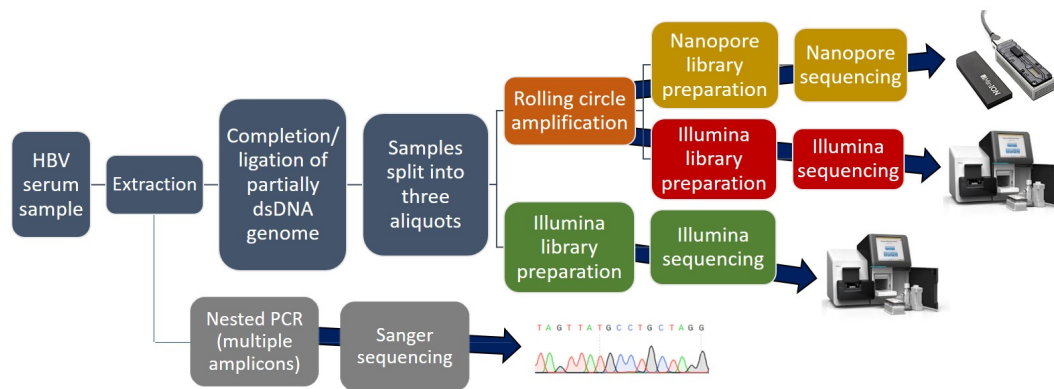 HBV
serum
sample
Extraction
Completion/
ligation of
partially
dsDNA
genome
Samples
split into
three
aliquots
Rolling circle
amplification
Nanopore
library
preparation
Nanopore
sequencing
MinION
Illumina
library
preparation
Illumina
sequencing
Illumina
library
preparation
Illumina
sequencing
Nested PCR
(multiple
amplicons)
Sanger
sequencing
T A G T T A T G C C T G C T A G G